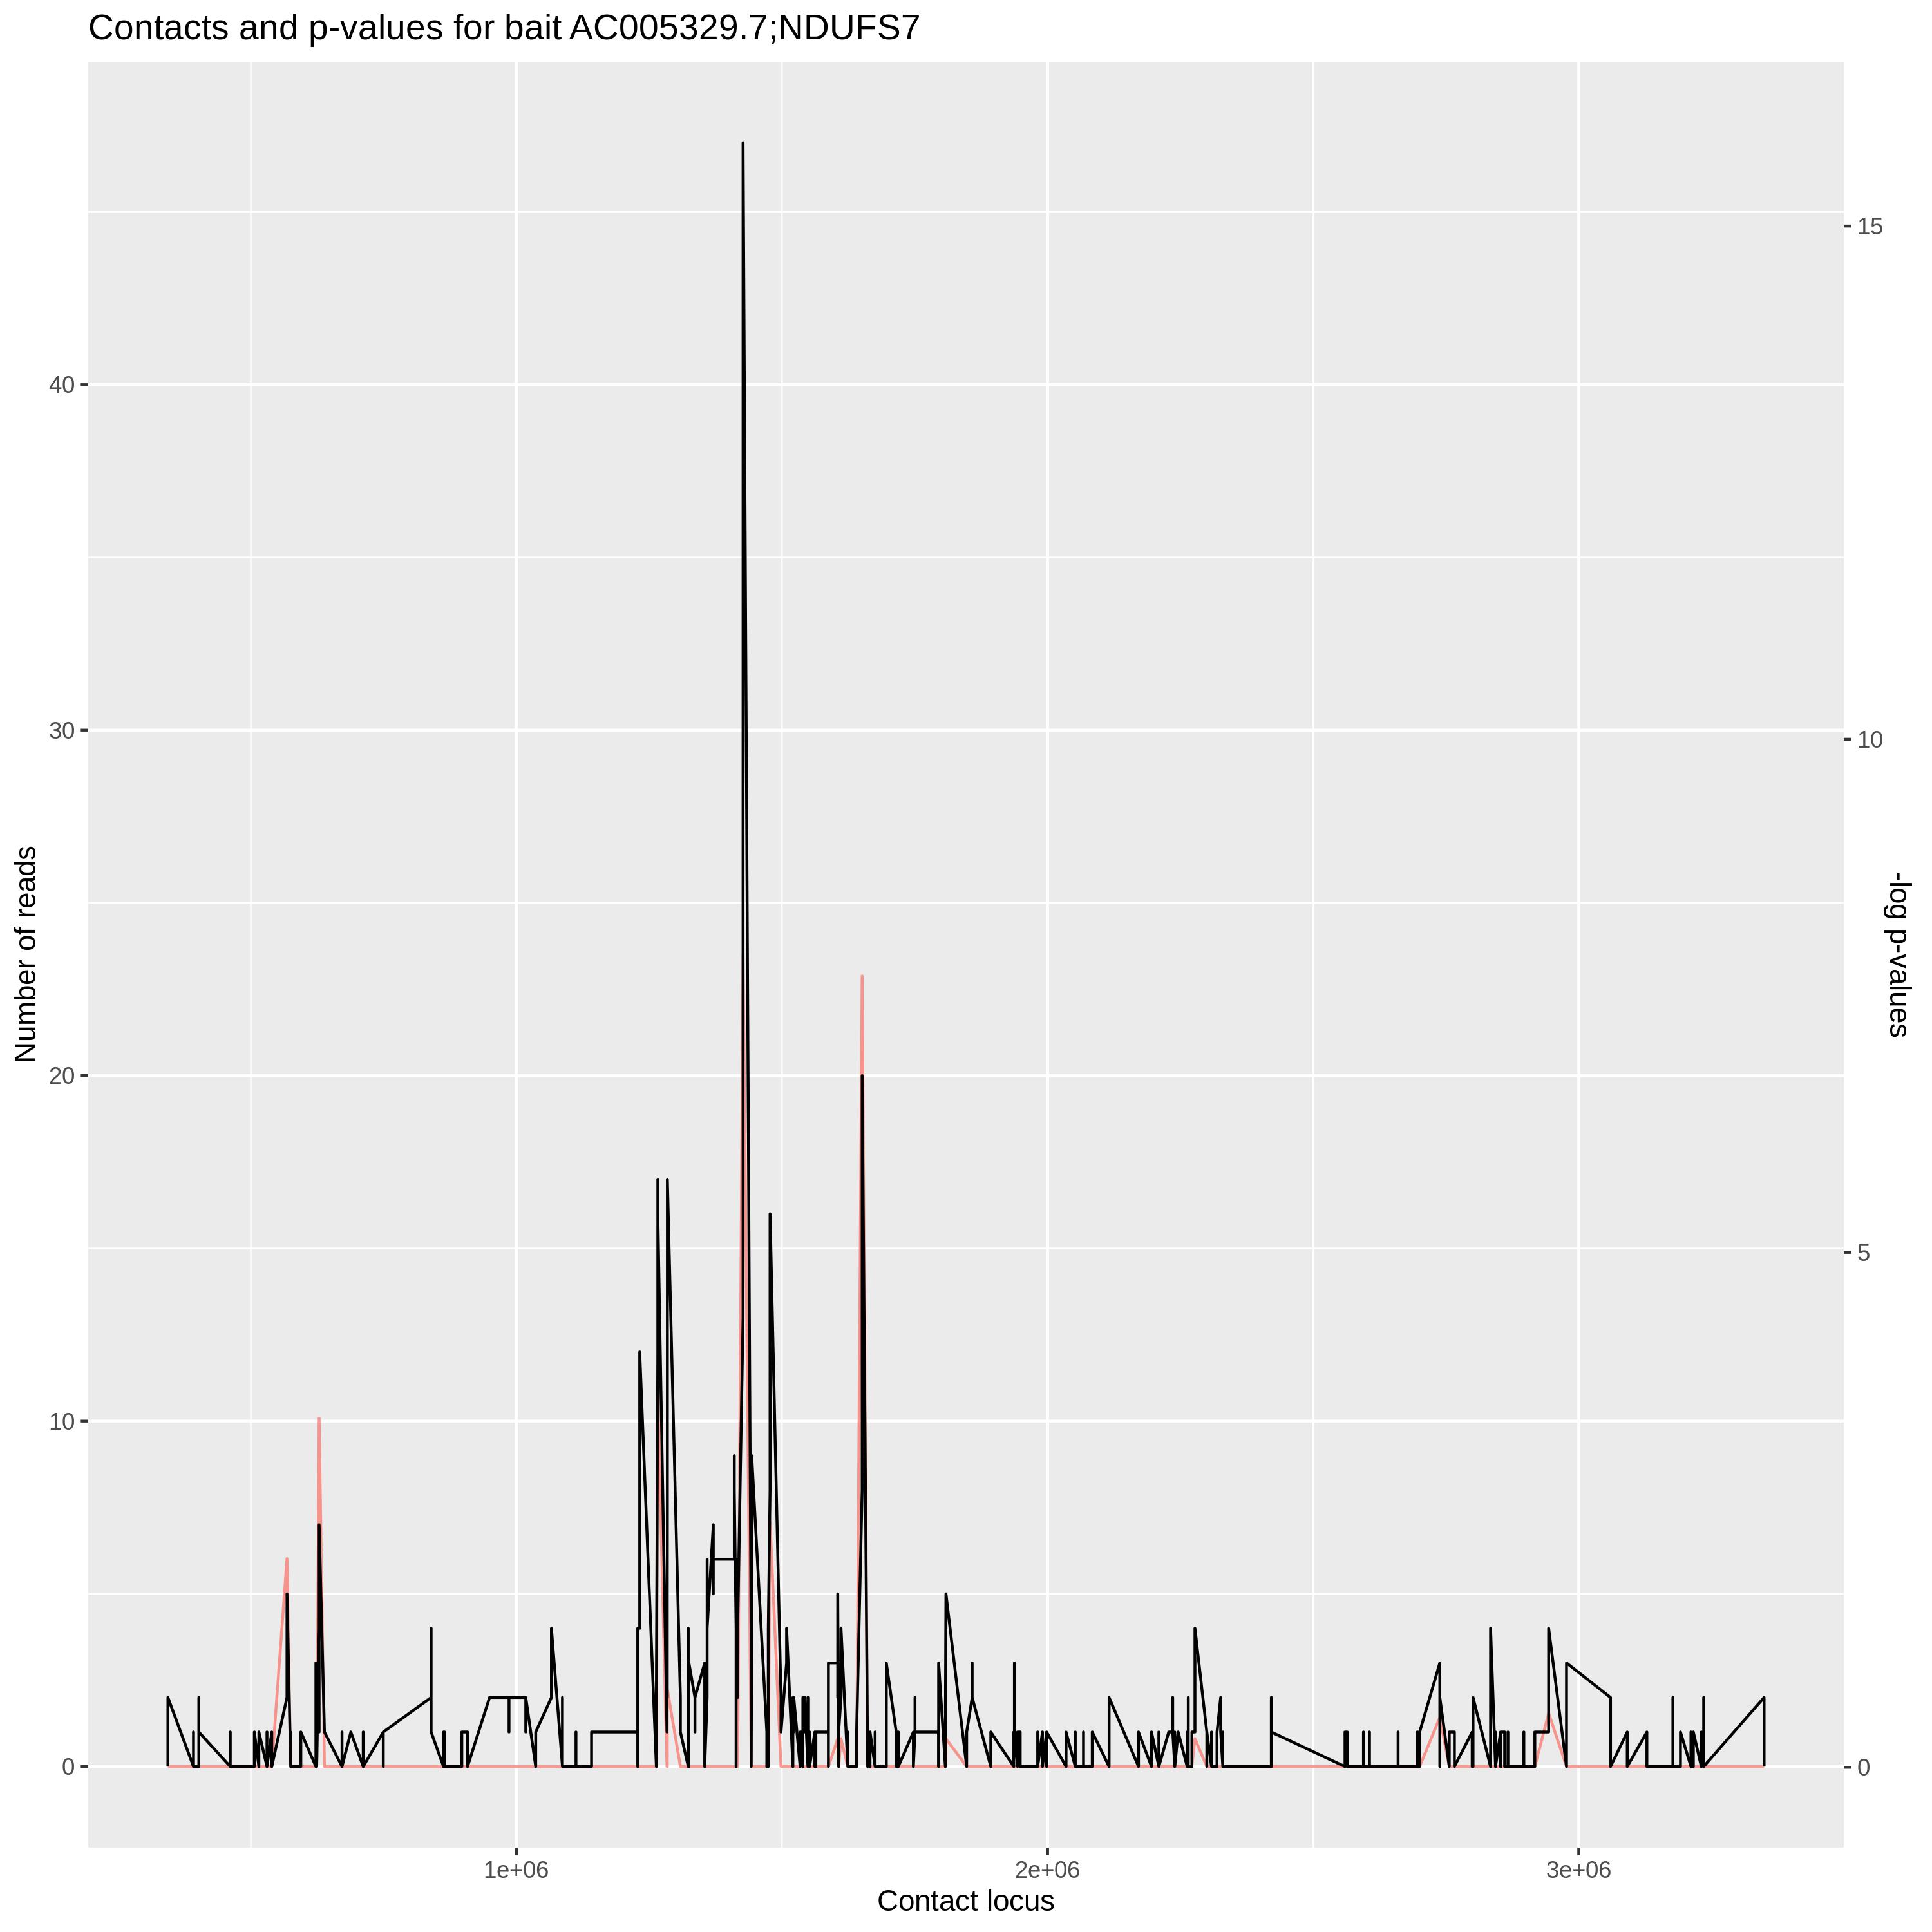 Contacts and p-values for bait AC005329.7;NDUFS7
Number of reads
40
30
20
10
0
15
10
5
0
-log p-values
1e+06
2e+06
3e+06
Contact locus